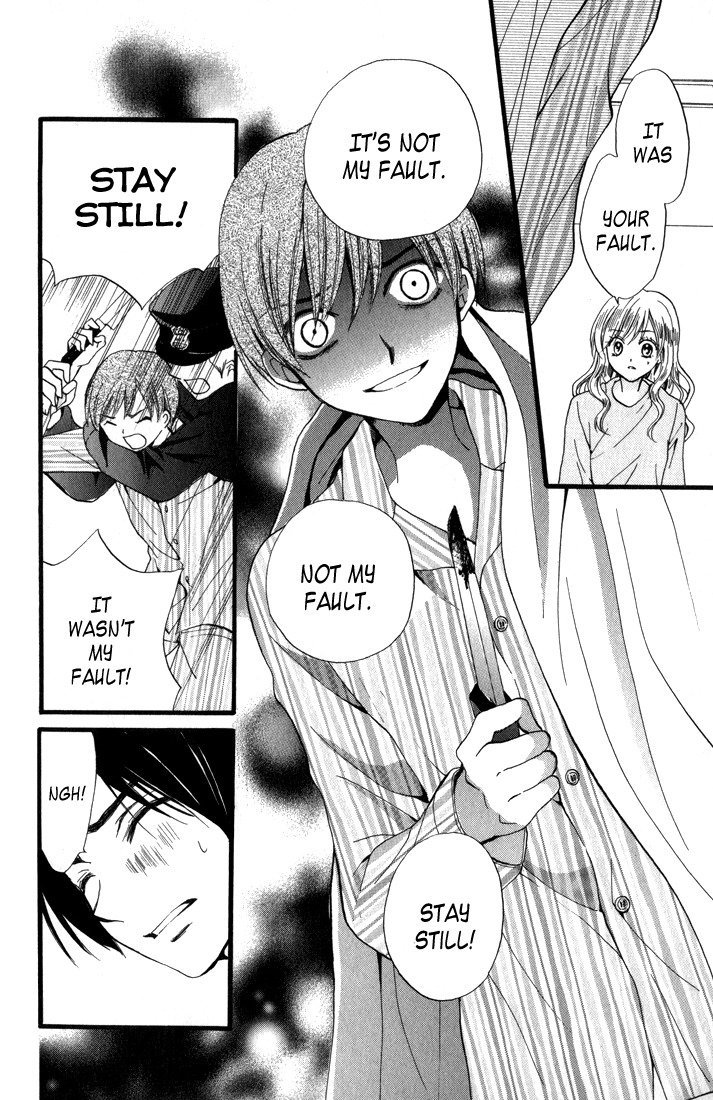 IT WAS
YOUR
FAULT.
IT'S NOT
MY FAULT.
NOT MY
FAULT.
STAY
STILL!
STAY
STILL!
IT
WASN'T
MY
FAULT!
NGH!